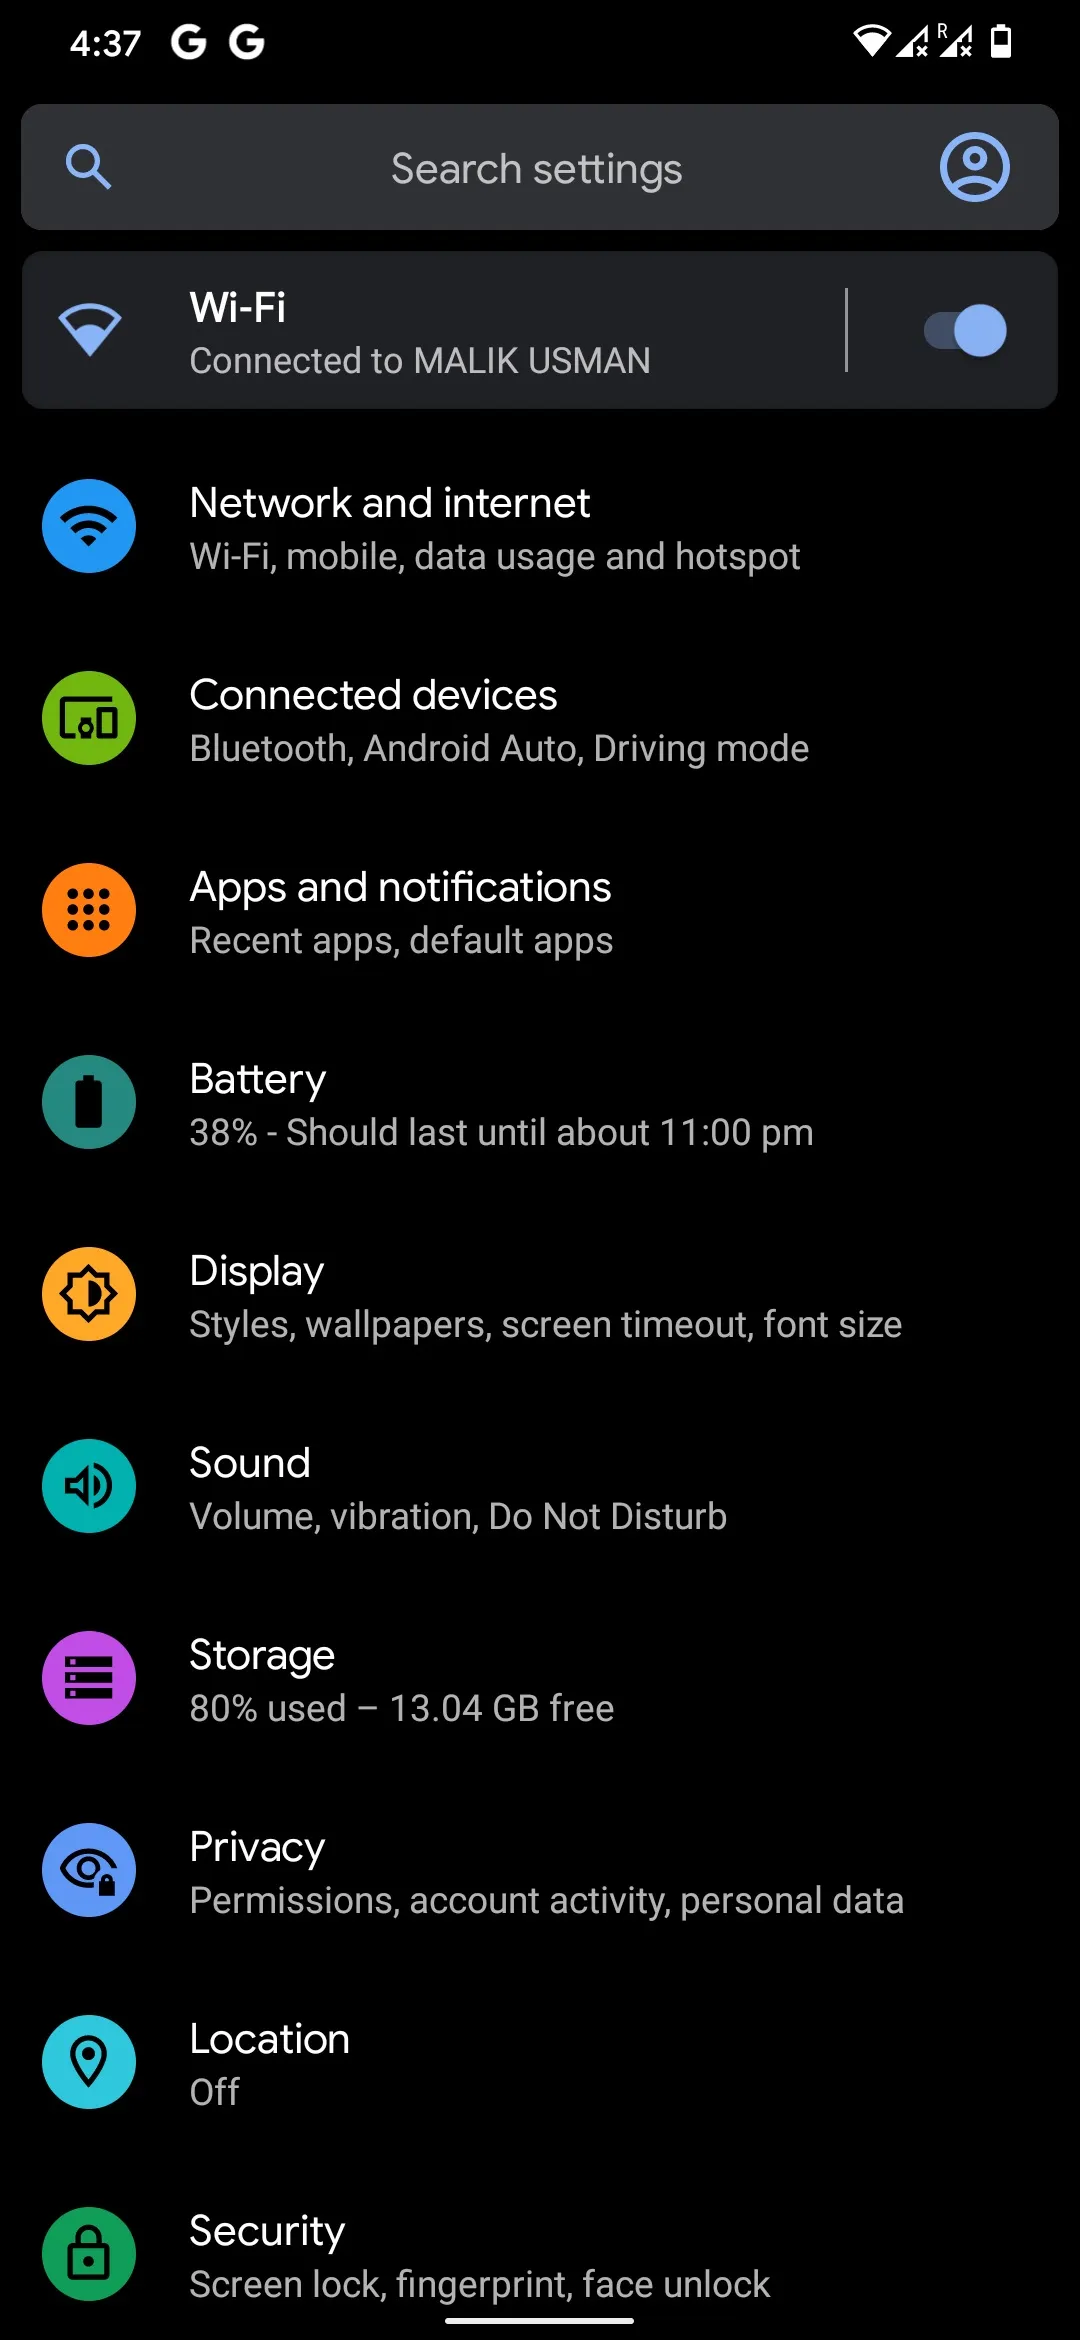 4:37 G G R
Search settings
Wi-Fi
Connected to MALIK USMAN
Network and internet
Wi-Fi, mobile, data usage and hotspot
Connected devices
Bluetooth, Android Auto, Driving mode
Apps and notifications
Recent apps, default apps
Battery
38% - Should last until about 11:00 pm
Display
Styles, wallpapers, screen timeout, font size
Sound
Volume, vibration, Do Not Disturb
Storage
80% used – 13.04 GB free
Privacy
Permissions, account activity, personal data
Location
Off
Security
Screen lock, fingerprint, face unlock